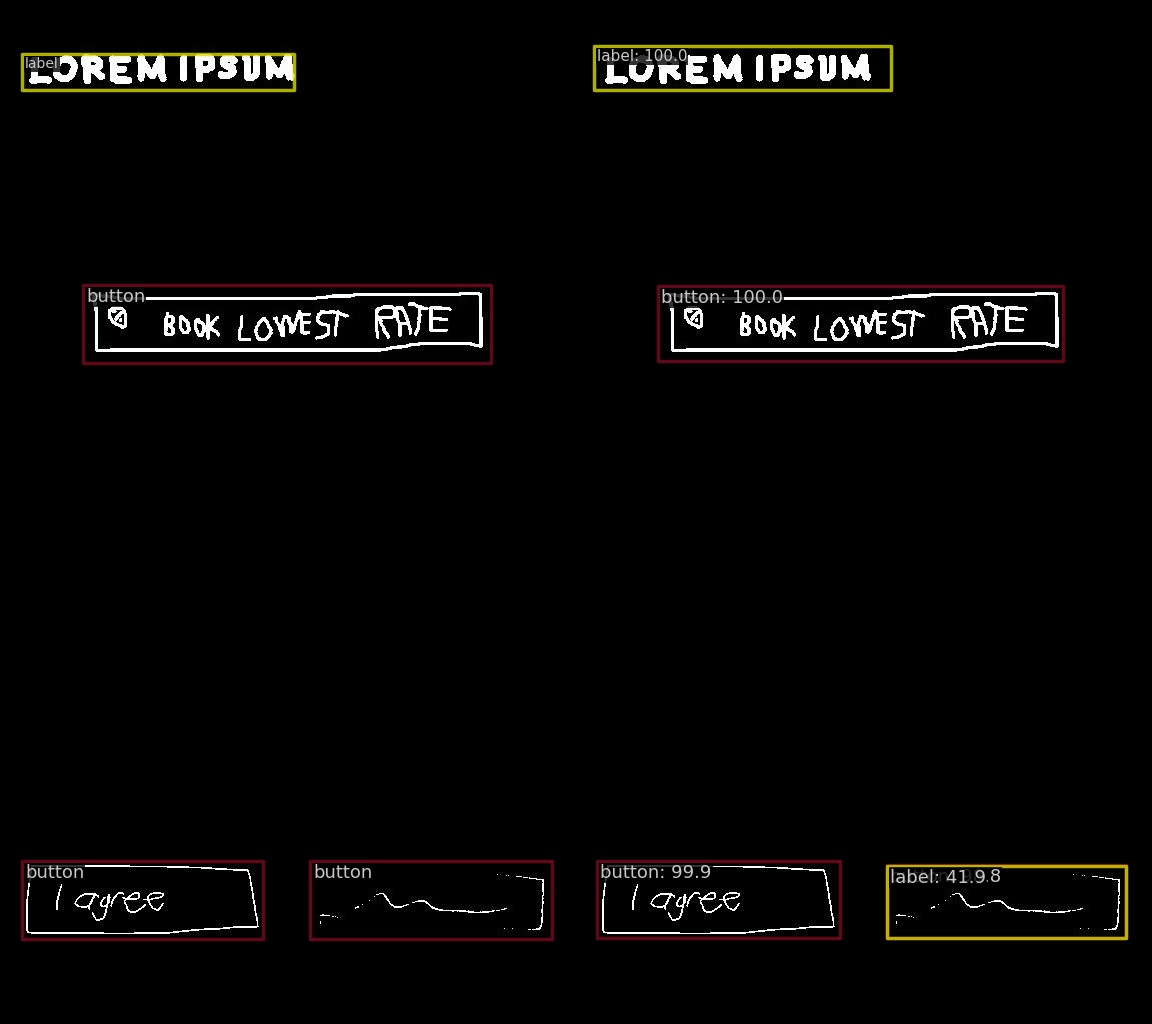 label LOREM IPSUM label: 100.0 LOREM IPSUM
button button: 100.0
BOOK LOWEST RATE BOOK LOWEST RATE
button button button: 99.9 label: 41.9.8
I agree I agree